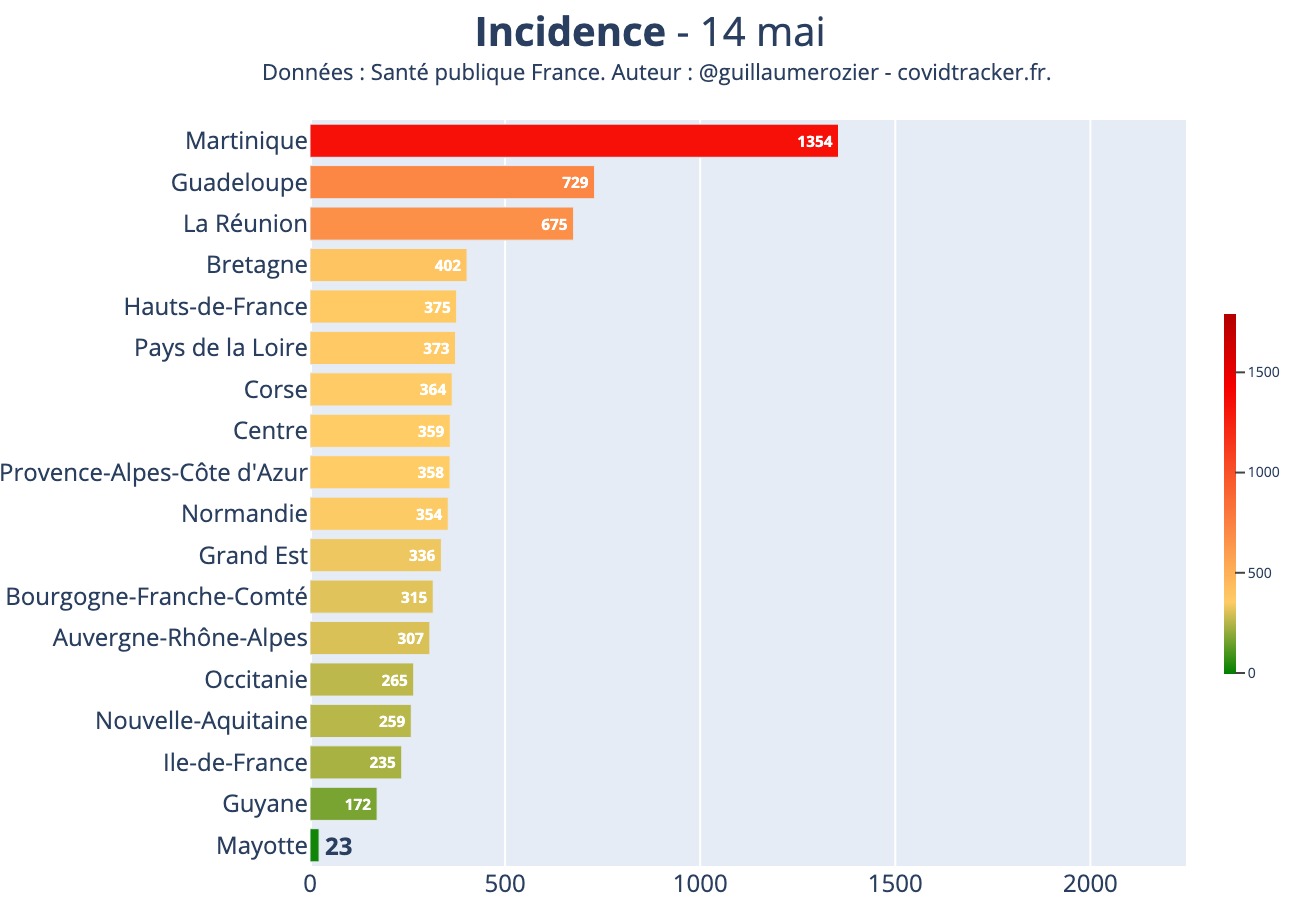 Incidence - 14 mai
Données : Santé publique France. Auteur : @guillaumerozier - covidtracker.fr.
Martinique 1354
Guadeloupe 729
La Réunion 675
Bretagne 402
Hauts-de-France 375
Pays de la Loire 373
Corse 364
Centre 359
Provence-Alpes-Côte d'Azur 358
Normandie 354
Grand Est 336
Bourgogne-Franche-Comté 315
Auvergne-Rhône-Alpes 307
Occitanie 265
Nouvelle-Aquitaine 259
Ile-de-France 235
Guyane 172
Mayotte 23
0 500 1000 1500 2000
1500
1000
500
0